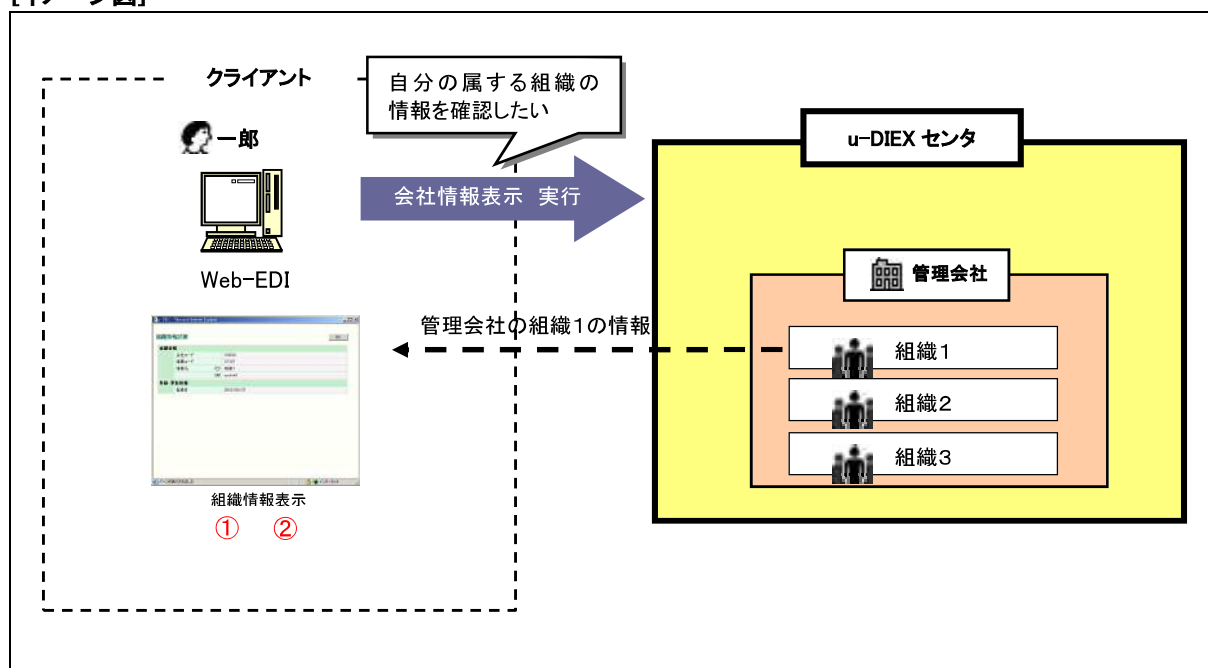 [イメージ図]
クライアント
自分の属する組織の
情報を確認したい
一郎
u-DIEX センタ
会社情報表示 実行
Web-EDI
管理会社
管理会社の組織1の情報
組織1
組織2
組織3
組織情報表示
① ②